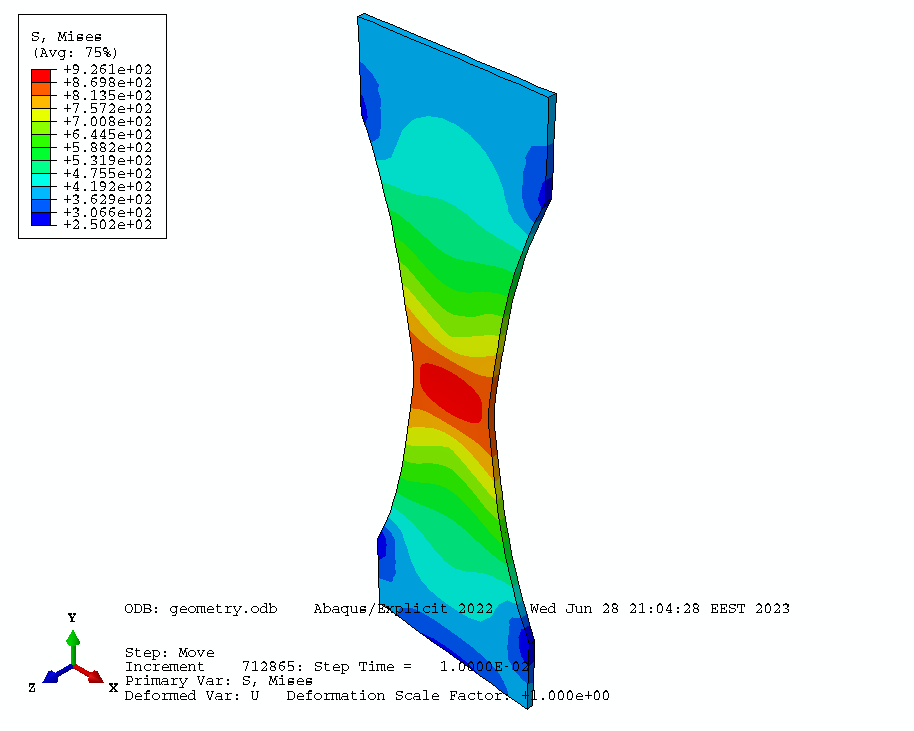 S, Mises
(Avg: 75%)
+9.261e+02
+8.698e+02
+8.135e+02
+7.572e+02
+7.008e+02
+6.445e+02
+5.882e+02
+5.319e+02
+4.755e+02
+4.192e+02
+3.629e+02
+3.066e+02
+2.502e+02
ODB: geometry.odb Abaqus/Explicit 2022 Wed Jun 28 21:04:28 EEST 2023
Y
Z
X
Step: Move
Increment 712865: Step Time = 1.0000E-02
Primary Var: S, Mises
Deformed Var: U Deformation Scale Factor: +1.000e+00